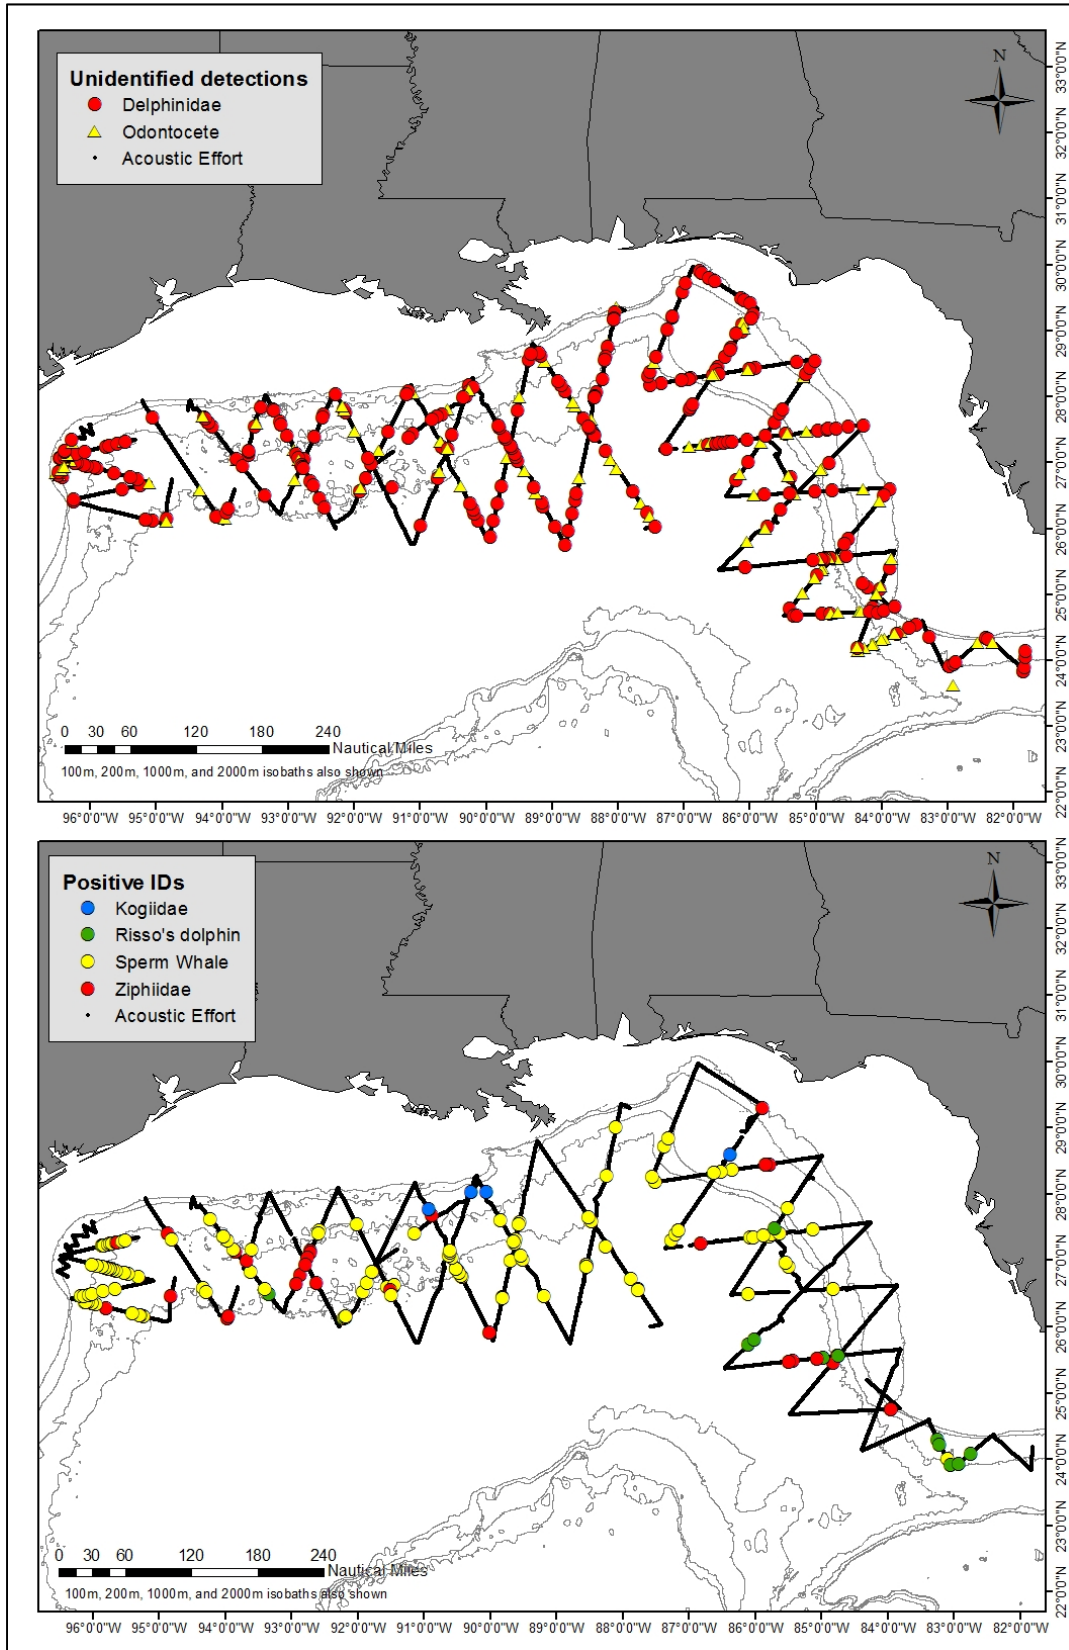 Unidentified detections
Delphinidae
Odontocete
Acoustic Effort
N
33°0'0"N
32°0'0"N
31°0'0"N
30°0'0"N
29°0'0"N
28°0'0"N
27°0'0"N
26°0'0"N
25°0'0"N
24°0'0"N
23°0'0"N
22°0'0"N
0 30 60 120 180 240
Nautical Miles
100m, 200m, 1000m, and 2000m isobaths also shown
96°0'0"W 95°0'0"W 94°0'0"W 93°0'0"W 92°0'0"W 91°0'0"W 90°0'0"W 89°0'0"W 88°0'0"W 87°0'0"W 86°0'0"W 85°0'0"W 84°0'0"W 83°0'0"W 82°0'0"W
Positive IDs
Kogiidae
Risso's dolphin
Sperm Whale
Ziphiidae
Acoustic Effort
N
33°0'0"N
32°0'0"N
31°0'0"N
30°0'0"N
29°0'0"N
28°0'0"N
27°0'0"N
26°0'0"N
25°0'0"N
24°0'0"N
23°0'0"N
22°0'0"N
0 30 60 120 180 240
Nautical Miles
100m, 200m, 1000m, and 2000m isobaths also shown
96°0'0"W 95°0'0"W 94°0'0"W 93°0'0"W 92°0'0"W 91°0'0"W 90°0'0"W 89°0'0"W 88°0'0"W 87°0'0"W 86°0'0"W 85°0'0"W 84°0'0"W 83°0'0"W 82°0'0"W